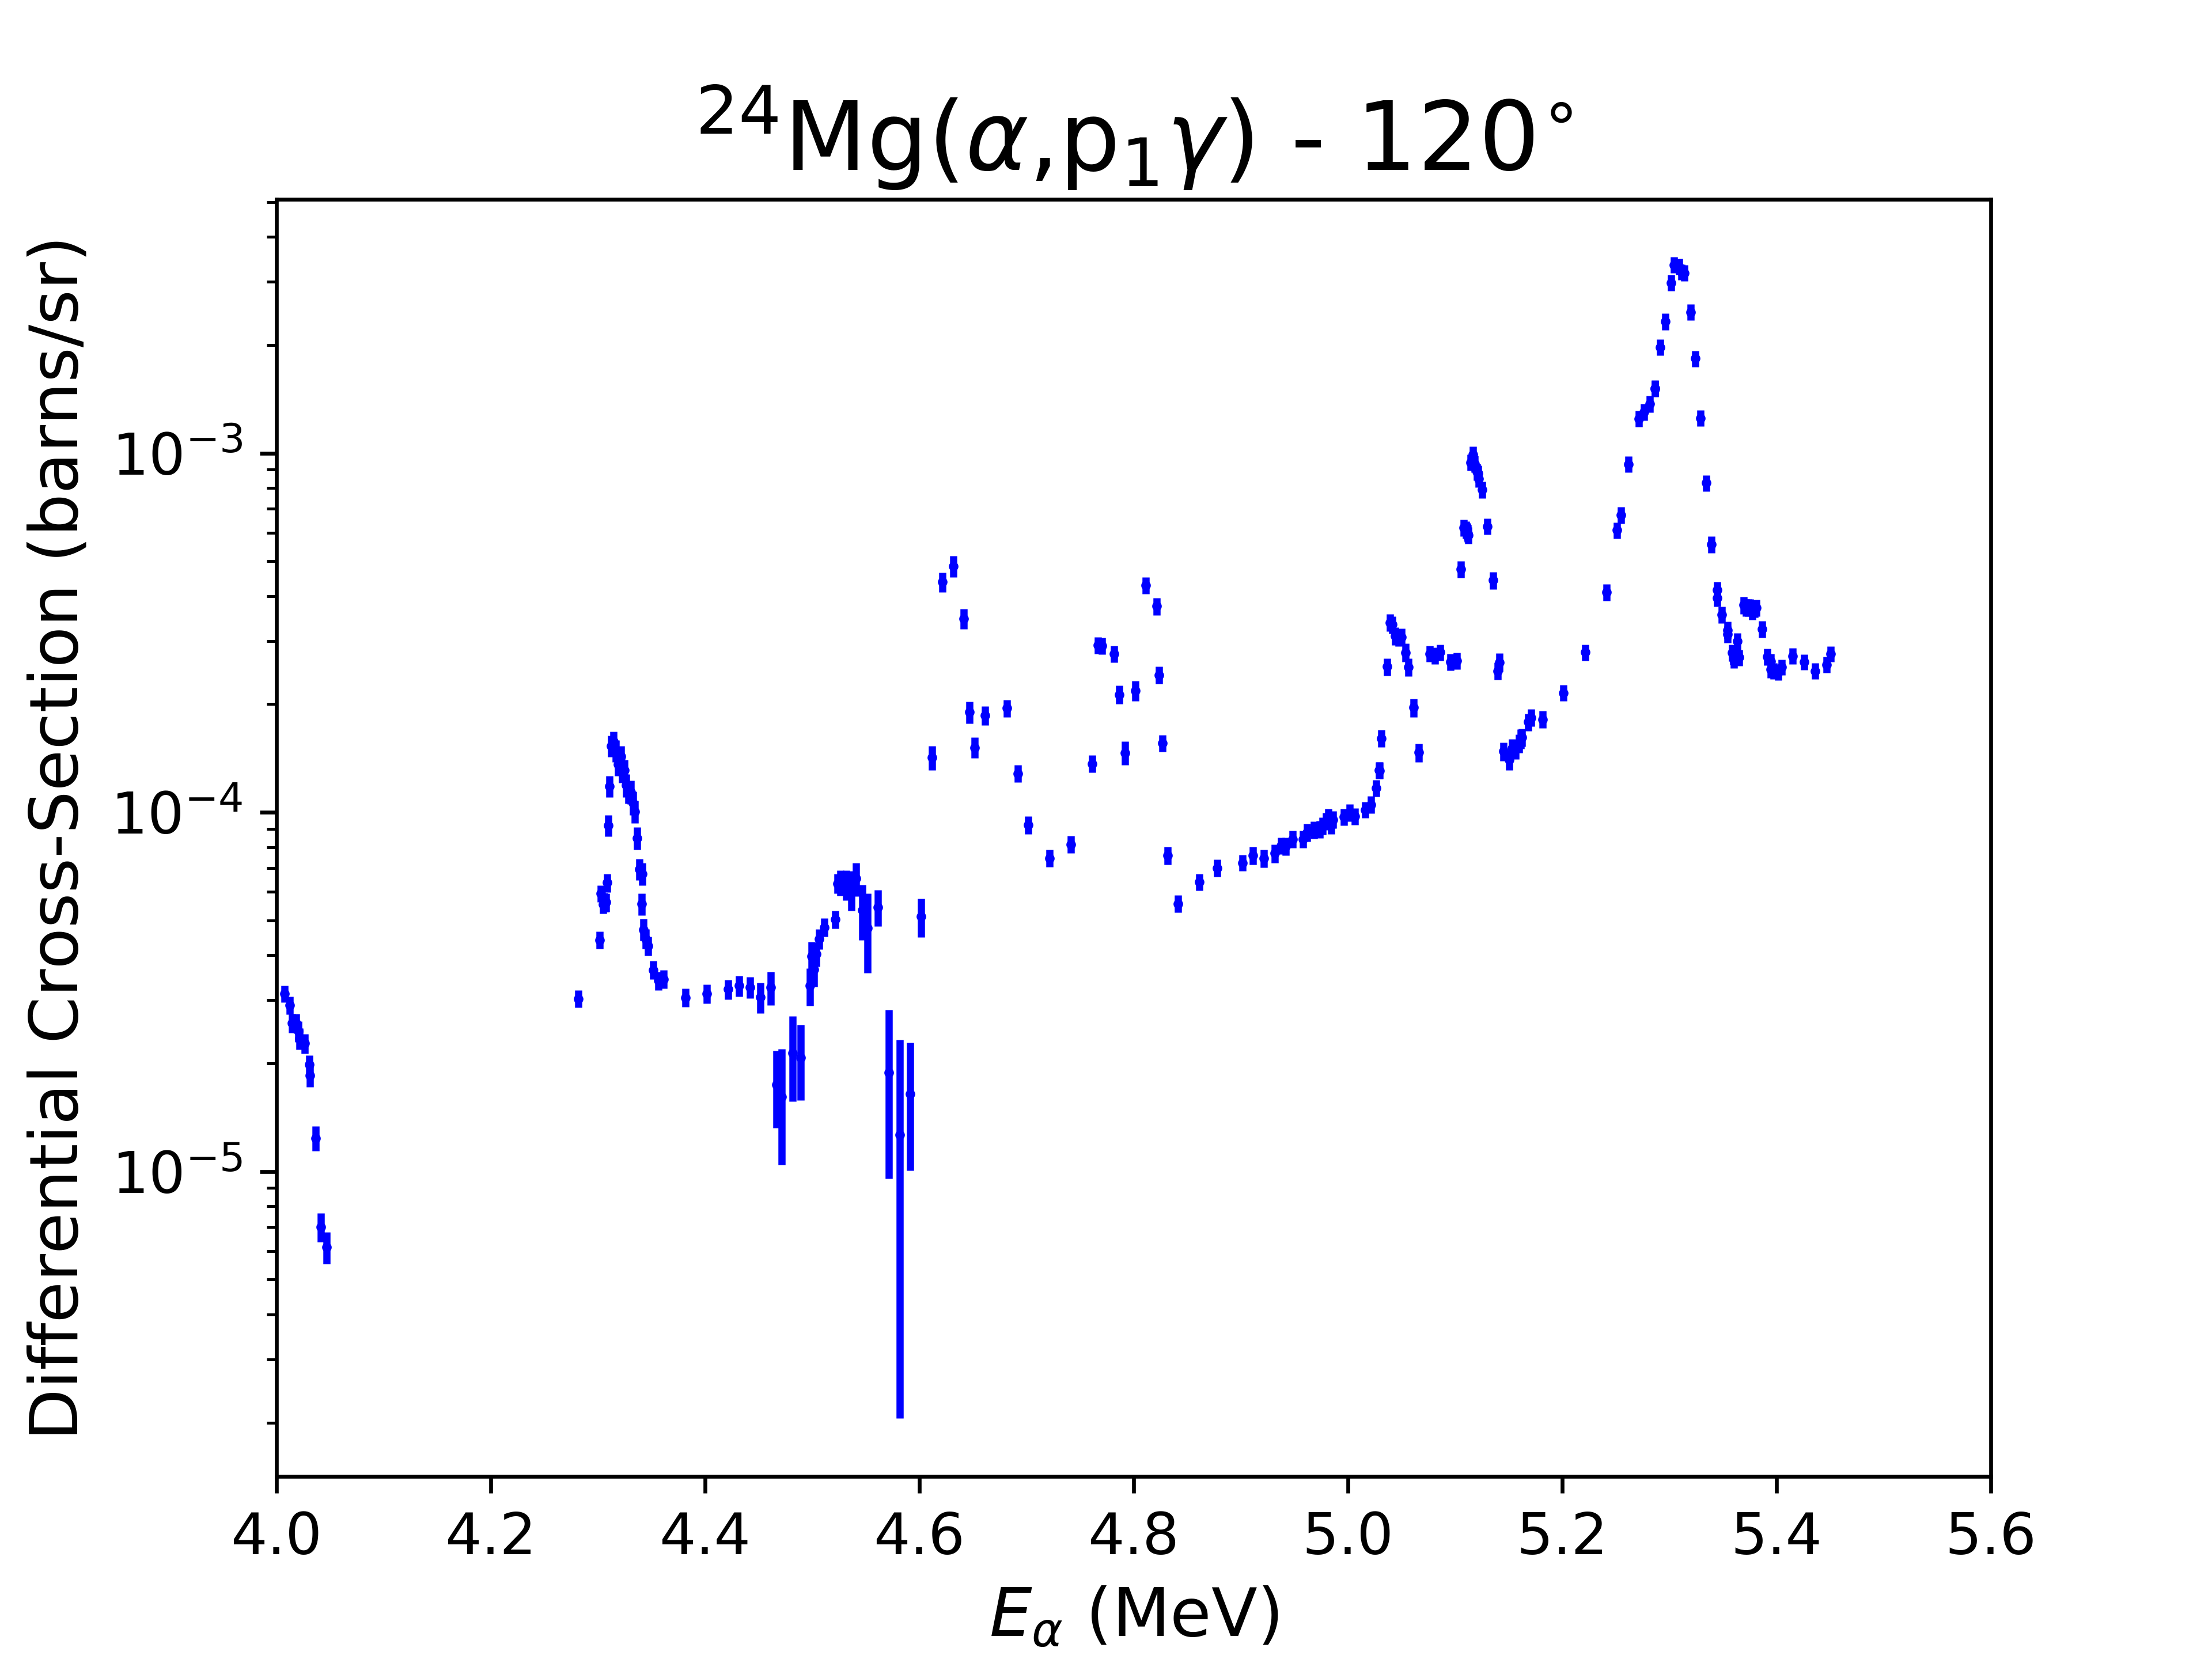 ²⁴Mg(α,p₁γ) - 120°
Differential Cross-Section (barns/sr)
10⁻³
10⁻⁴
10⁻⁵
4.0 4.2 4.4 4.6 4.8 5.0 5.2 5.4 5.6
E_α (MeV)